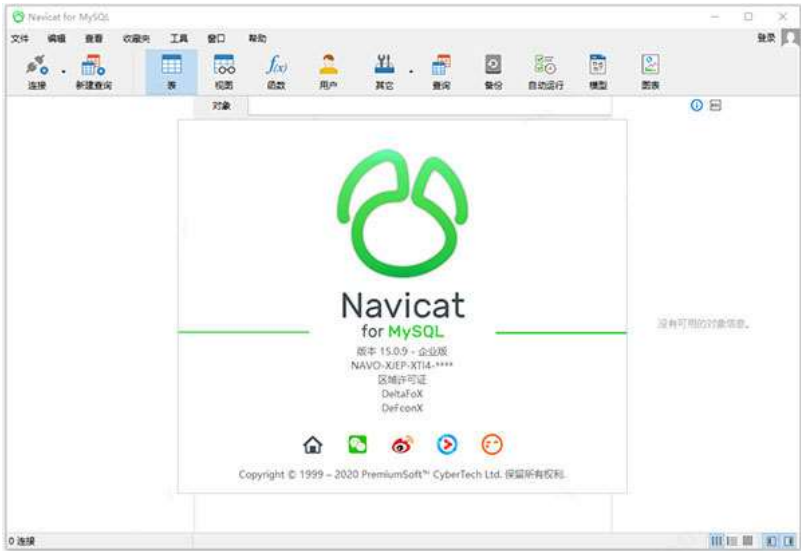 Navicat for MySQL
文件 编辑 查看 收藏夹 工具 窗口 帮助 登录
连接 新建查询 表 视图 函数 用户 其它 查询 备份 自动运行 模型 图表
f(x)
对象
Navicat
for MySQL
版本 15.0.9 – 企业版
NAVO-XJEP-XTI4-****
区域许可证
DeltaFoX
DeFconX
没有可用的对象信息。
Copyright © 1999 – 2020 PremiumSoft™ CyberTech Ltd. 保留所有权利.
0 连接